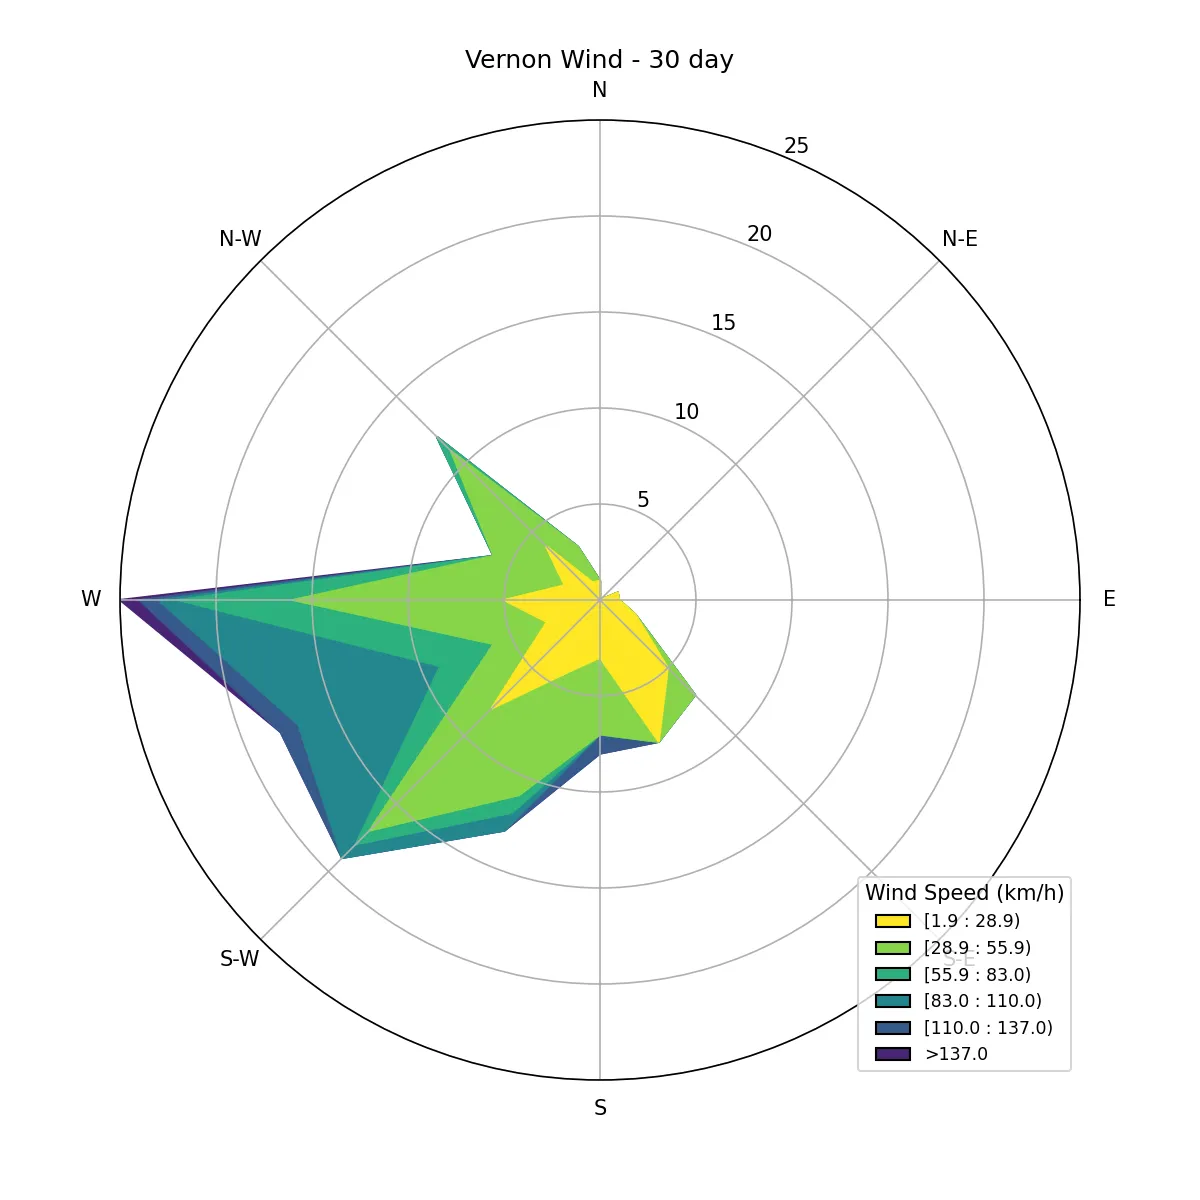 Vernon Wind - 30 day
N
25
N-W
N-E
20
15
10
5
W
E
S-W
S-E
S
Wind Speed (km/h)
[1.9 : 28.9)
[28.9 : 55.9)
[55.9 : 83.0)
[83.0 : 110.0)
[110.0 : 137.0)
>137.0